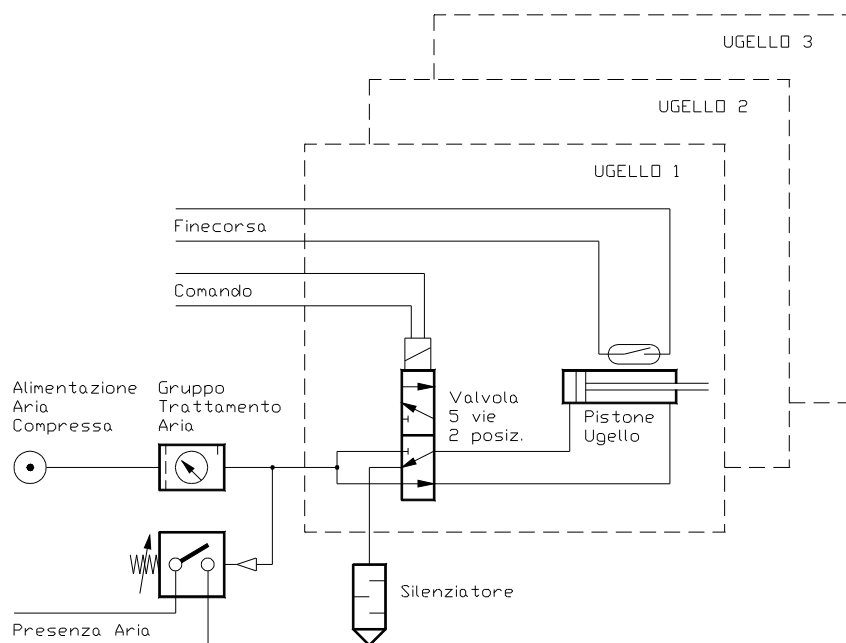 UGELLO 3
UGELLO 2
UGELLO 1
Finecorsa
Comando
Alimentazione
Aria
Compressa
Gruppo
Trattamento
Aria
Valvola
5 vie
2 posiz.
Pistone
Ugello
Silenziatore
Presenza Aria